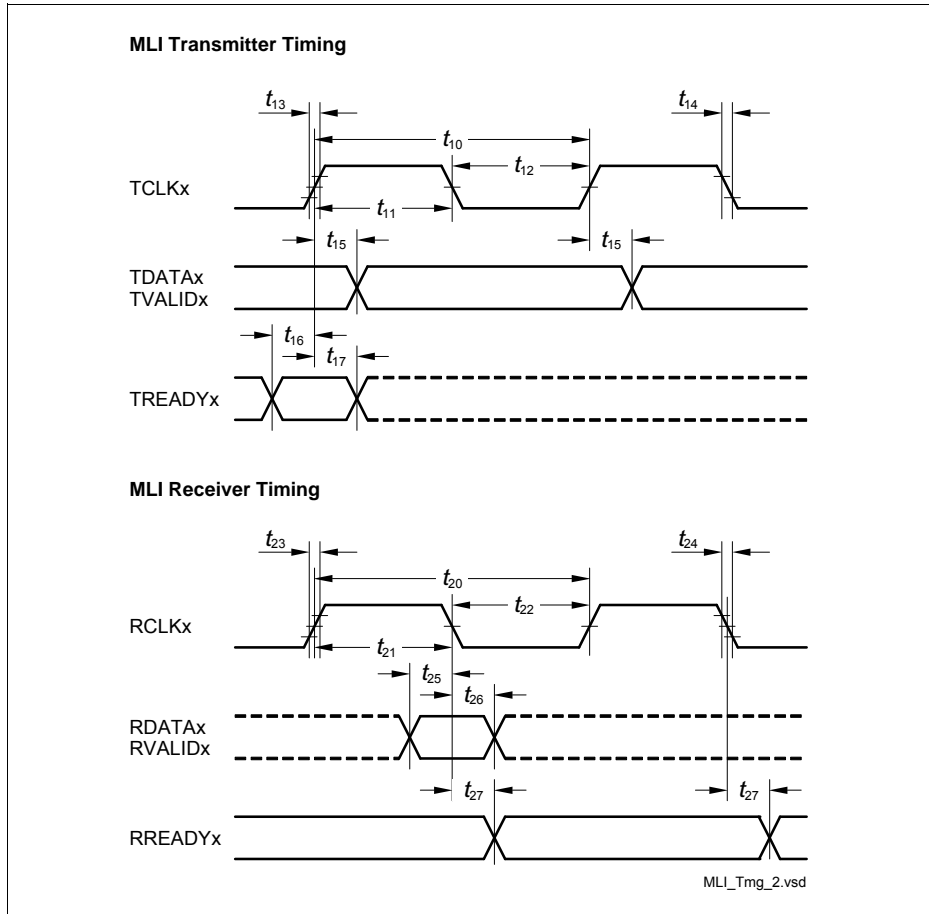 MLI Transmitter Timing
t13
t14
t10
t12
TCLKx
t11
t15
t15
TDATAx
TVALIDx
t16
t17
TREADYx
MLI Receiver Timing
t23
t24
t20
t22
RCLKx
t21
t25
t26
RDATAx
RVALIDx
t27
t27
RREADYx
MLI_Tmg_2.vsd